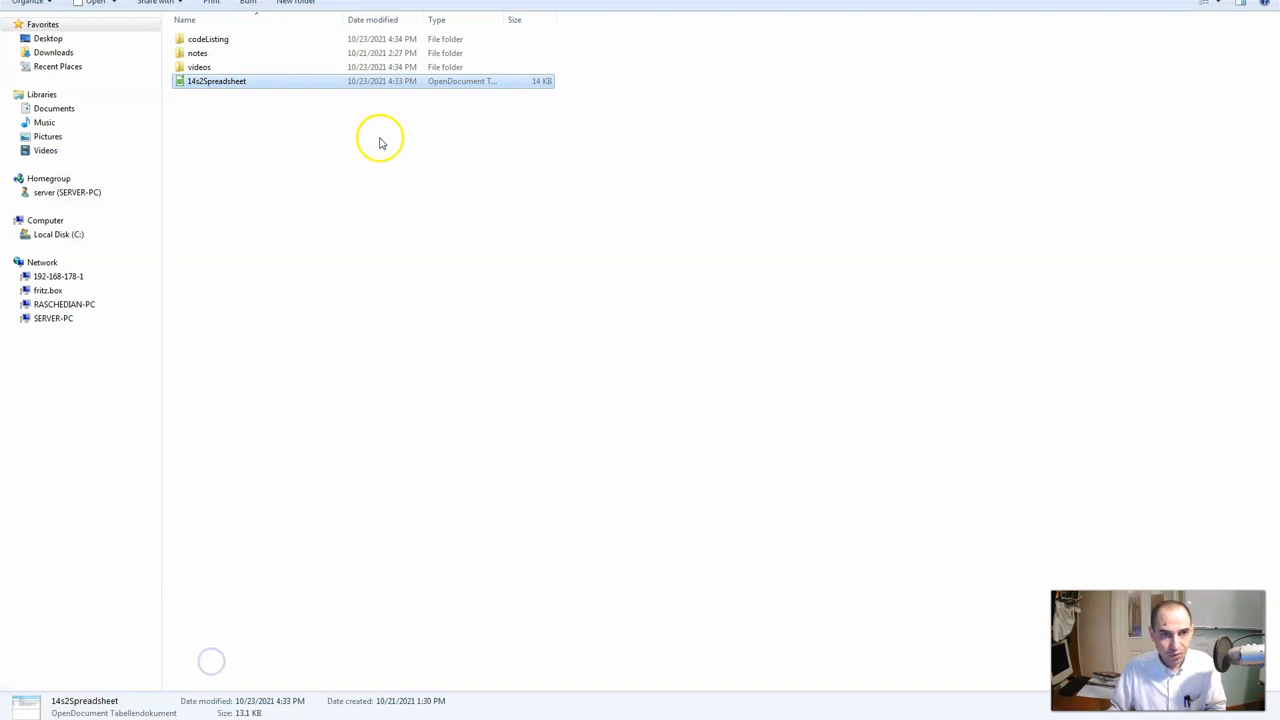 Organize Open Share with Print Burn New folder
Name Date modified Type Size
Favorites
Desktop
Downloads
Recent Places
Libraries
Documents
Music
Pictures
Videos
Homegroup
server (SERVER-PC)
Computer
Local Disk (C:)
Network
192-168-178-1
fritz.box
RASCHEDIAN-PC
SERVER-PC
codeListing 10/23/2021 4:34 PM File folder
notes 10/21/2021 2:27 PM File folder
videos 10/23/2021 4:34 PM File folder
14s2Spreadsheet 10/23/2021 4:33 PM OpenDocument T... 14 KB
14s2Spreadsheet Date modified: 10/23/2021 4:33 PM Date created: 10/21/2021 1:30 PM
OpenDocument Tabellendokument Size: 13.1 KB